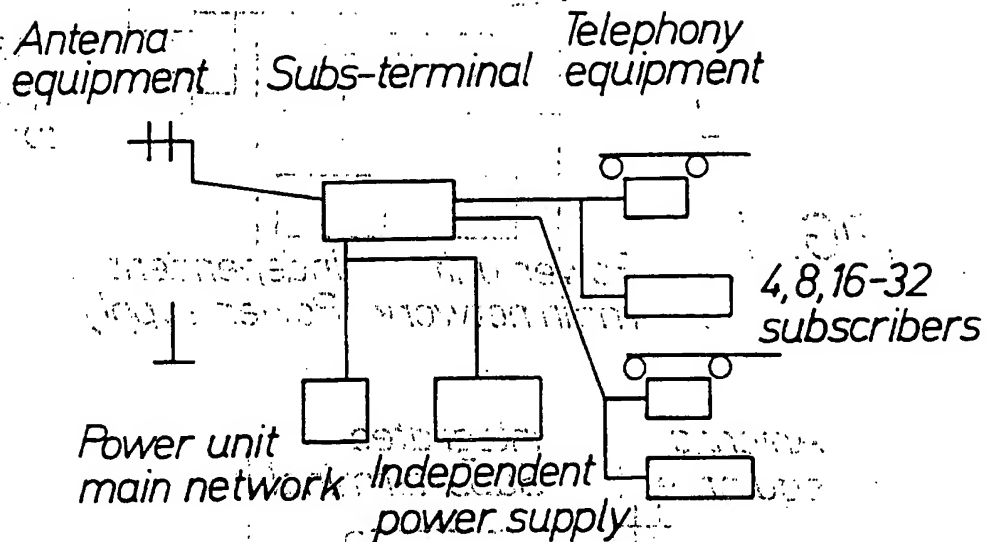 Antenna
equipment
Subs-terminal
Telephony
equipment
4,8,16-32
subscribers
Power unit
main network
Independent
power supply